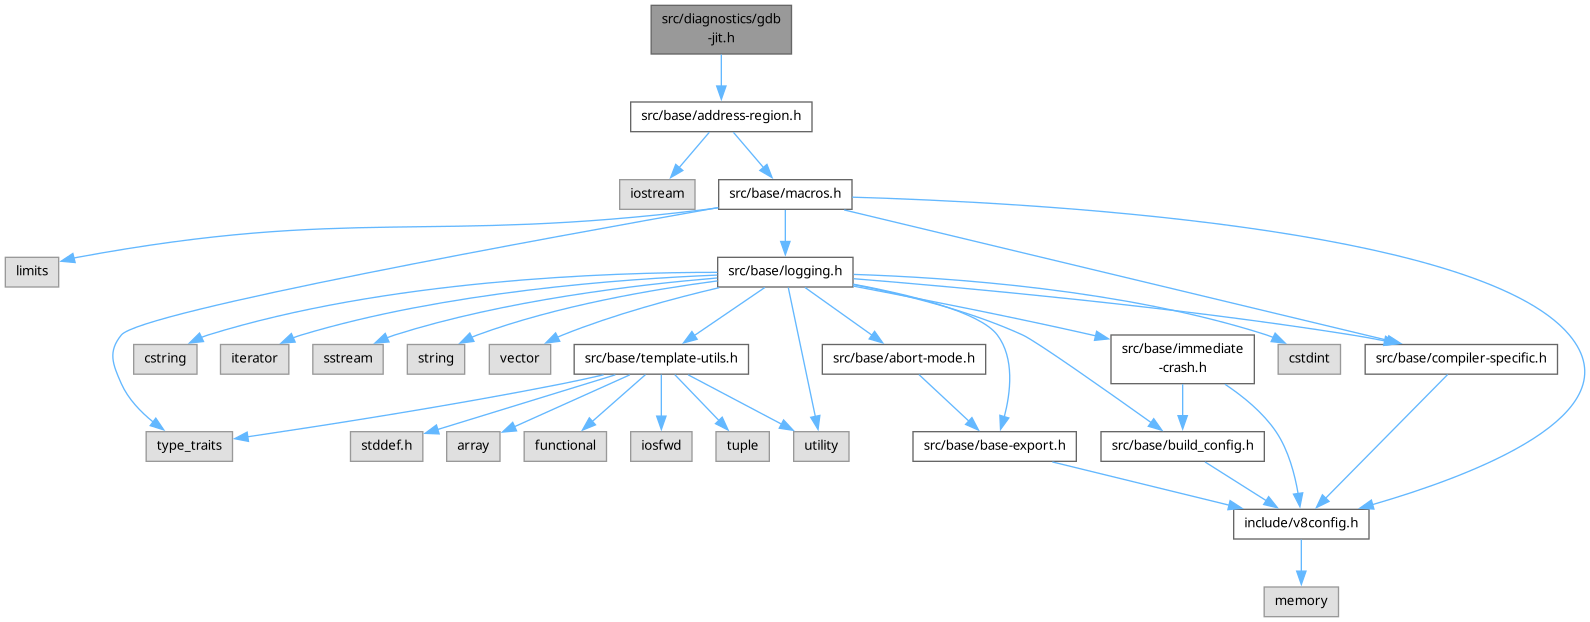 src/diagnostics/gdb
-jit.h
src/base/address-region.h
iostream
src/base/macros.h
limits
src/base/logging.h
cstring
iterator
sstream
string
vector
src/base/template-utils.h
src/base/abort-mode.h
src/base/immediate
-crash.h
cstdint
src/base/compiler-specific.h
type_traits
stddef.h
array
functional
iosfwd
tuple
utility
src/base/base-export.h
src/base/build_config.h
include/v8config.h
memory